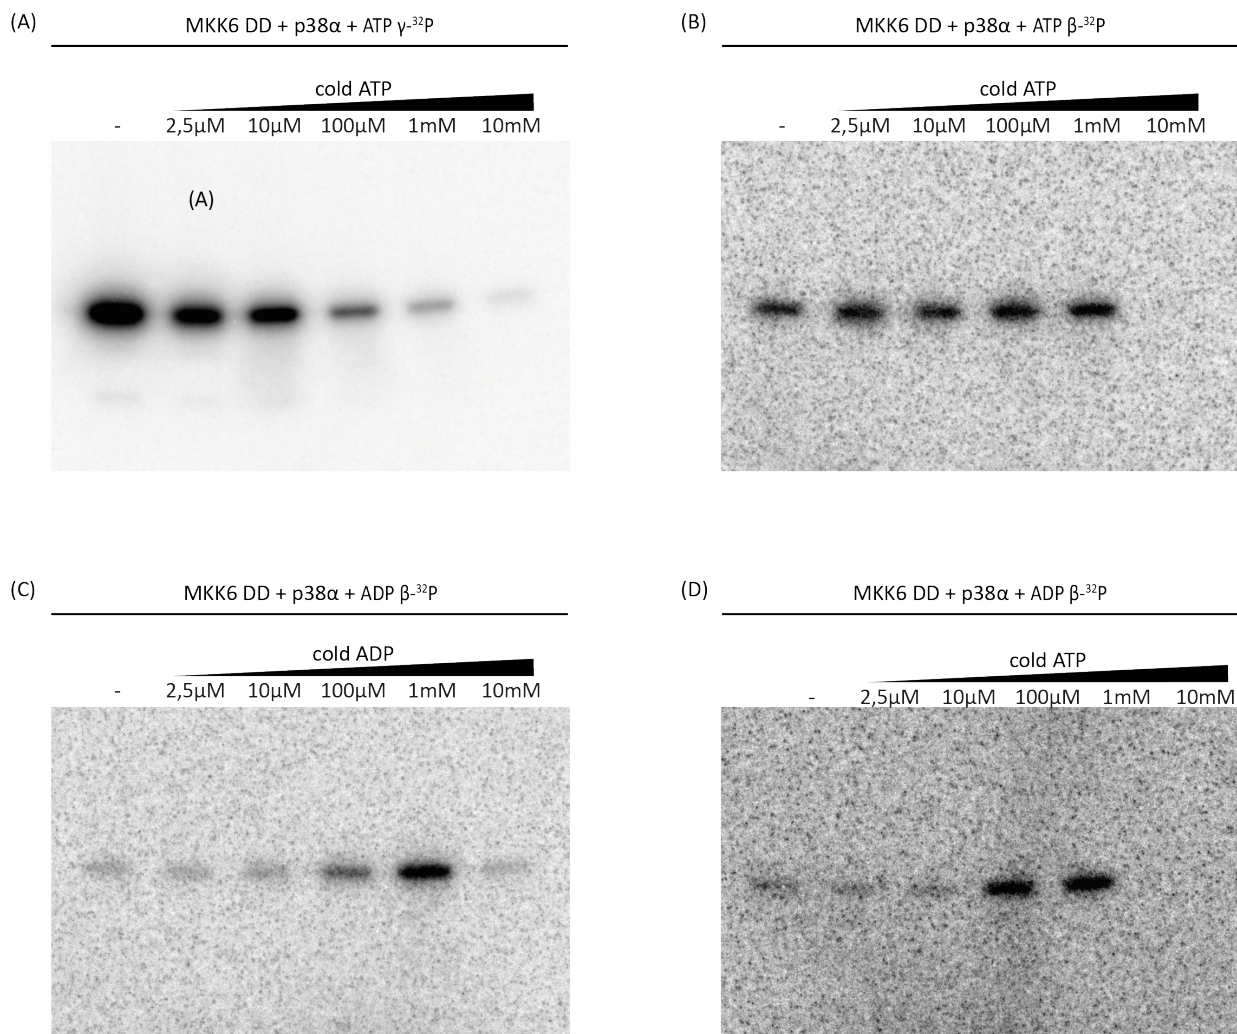 (A)
MKK6 DD + p38α + ATP γ-³²P
cold ATP
- 2,5µM 10µM 100µM 1mM 10mM
(A)
(B)
MKK6 DD + p38α + ATP β-³²P
cold ATP
- 2,5µM 10µM 100µM 1mM 10mM
(C)
MKK6 DD + p38α + ADP β-³²P
cold ADP
- 2,5µM 10µM 100µM 1mM 10mM
(D)
MKK6 DD + p38α + ADP β-³²P
cold ATP
- 2,5µM 10µM 100µM 1mM 10mM